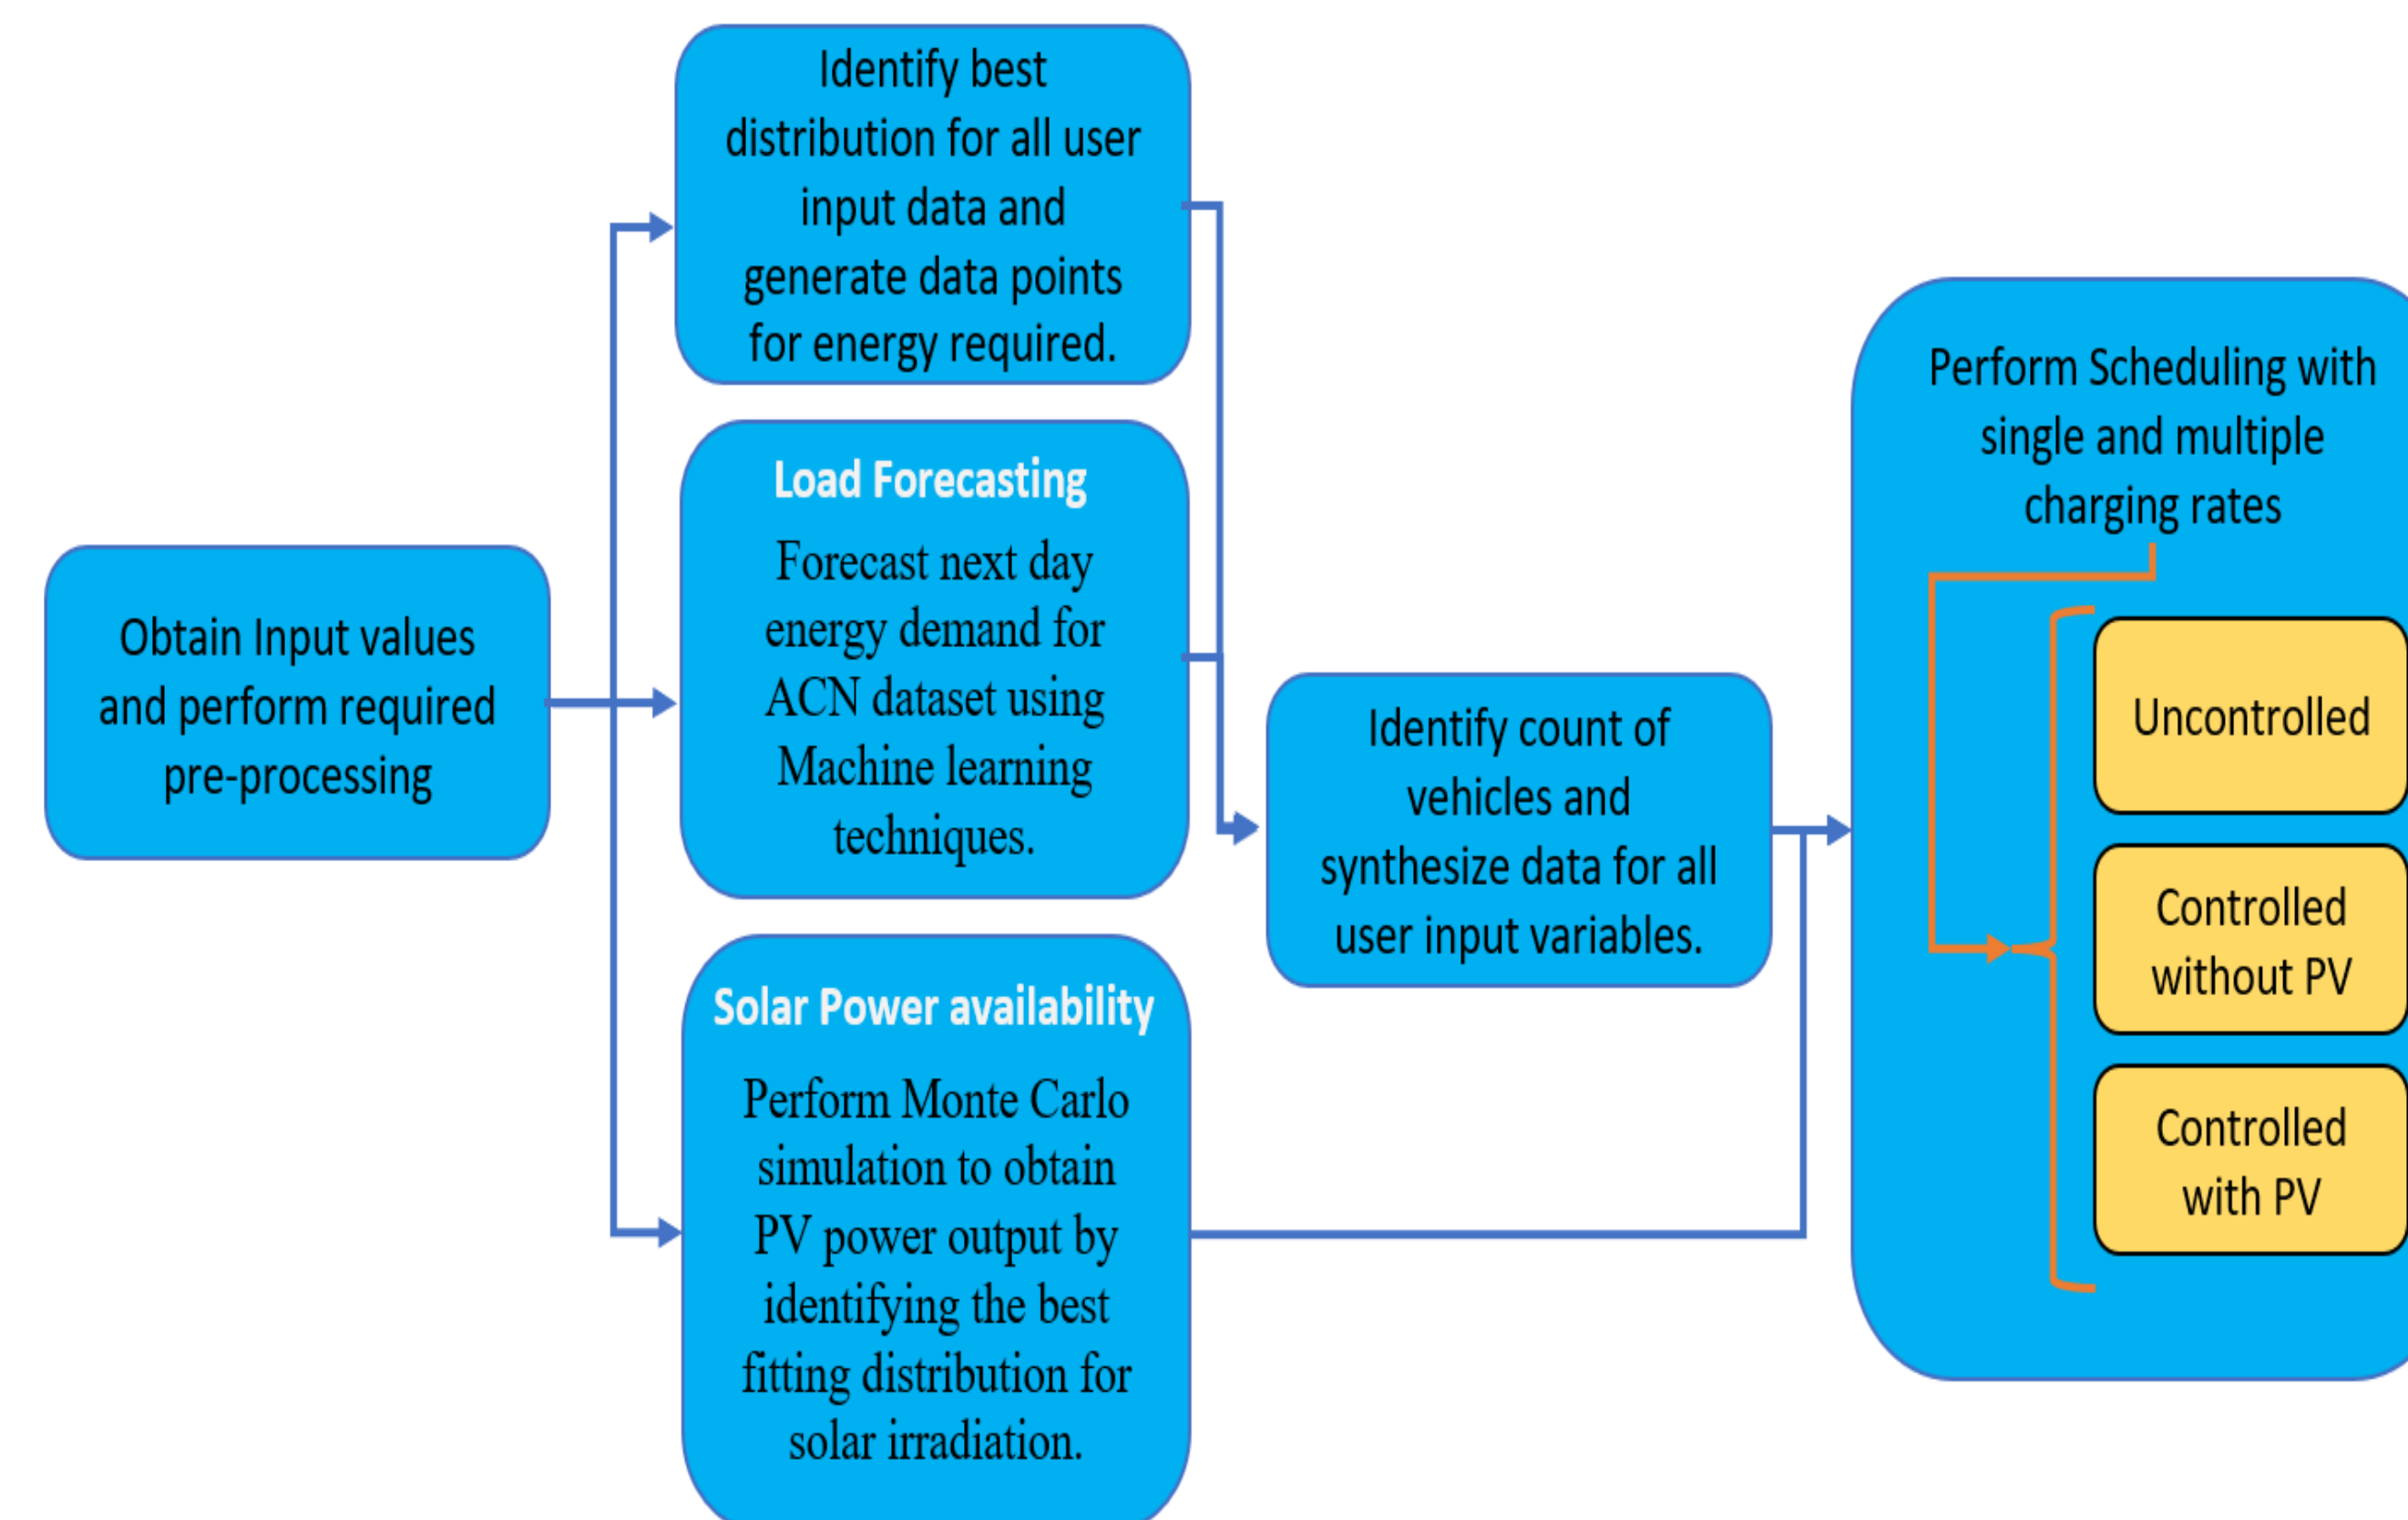 Obtain Input values
and perform required
pre-processing
Identify best
distribution for all user
input data and
generate data points
for energy required.
Load Forecasting
Forecast next day
energy demand for
ACN dataset using
Machine learning
techniques.
Solar Power availability
Perform Monte Carlo
simulation to obtain
PV power output by
identifying the best
fitting distribution for
solar irradiation.
Identify count of
vehicles and
synthesize data for all
user input variables.
Perform Scheduling with
single and multiple
charging rates
Uncontrolled
Controlled
without PV
Controlled
with PV